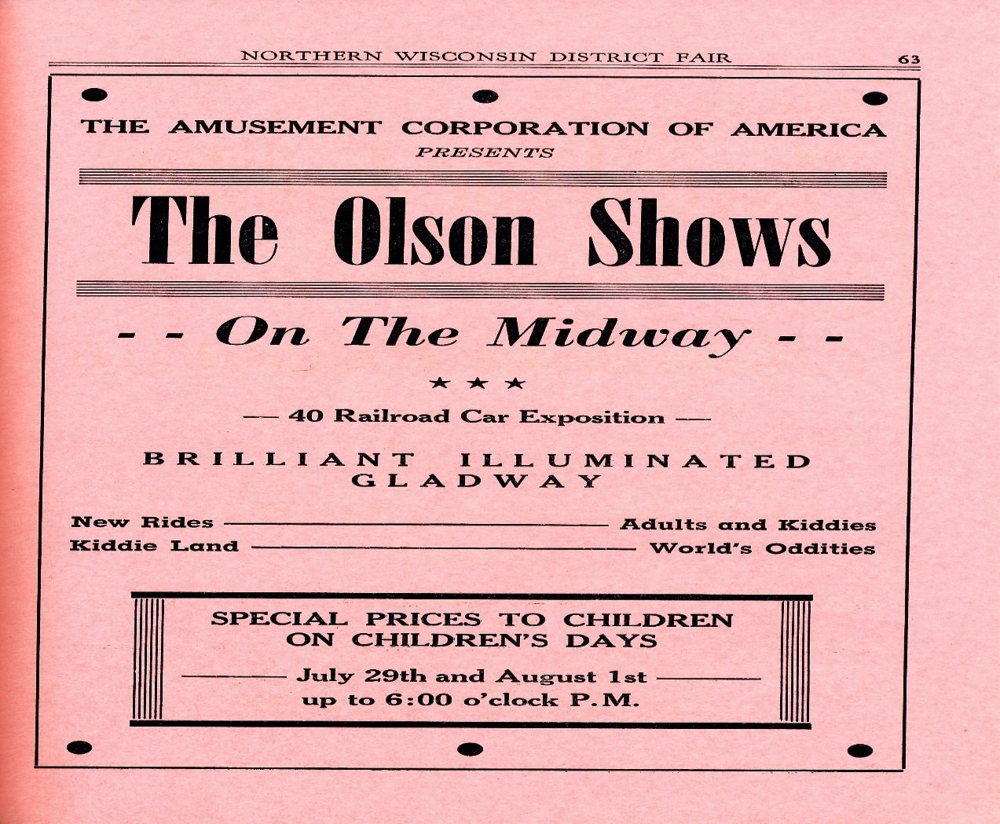 NORTHERN WISCONSIN DISTRICT FAIR 63
THE AMUSEMENT CORPORATION OF AMERICA
PRESENTS
The Olson Shows
- - On The Midway - -
★ ★ ★
— 40 Railroad Car Exposition —
BRILLIANT ILLUMINATED
GLADWAY
New Rides — Adults and Kiddies
Kiddie Land — World's Oddities
SPECIAL PRICES TO CHILDREN
ON CHILDREN'S DAYS
— July 29th and August 1st —
up to 6:00 o'clock P.M.